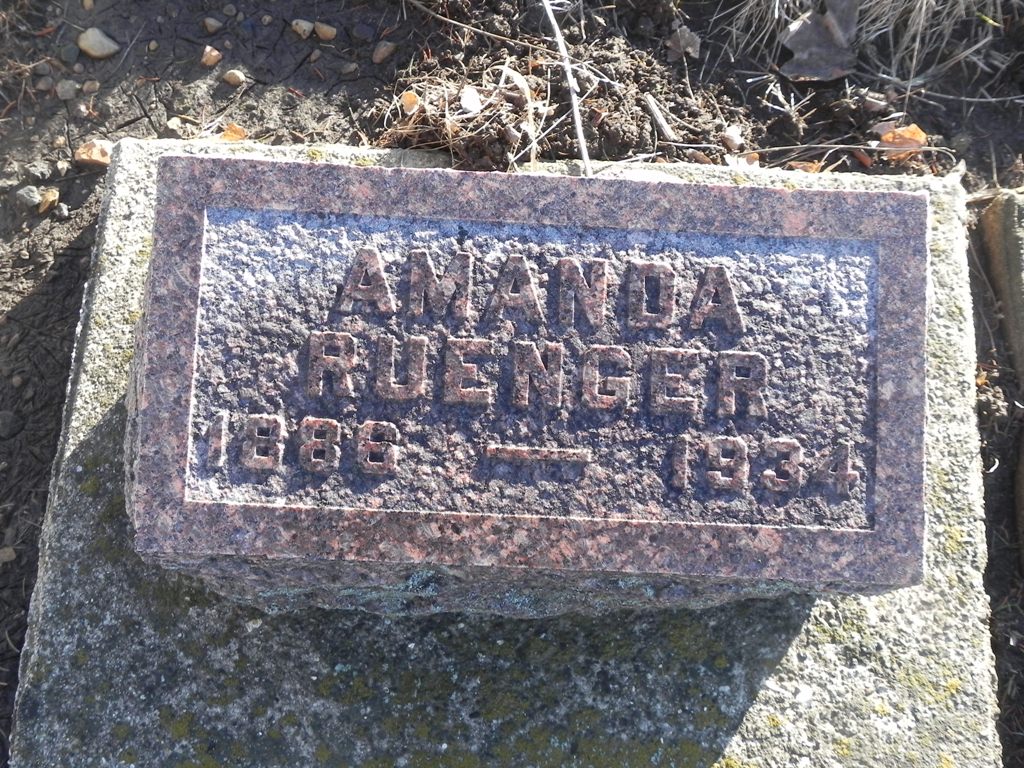 AMANDA
RUENGER
1886 — 1934